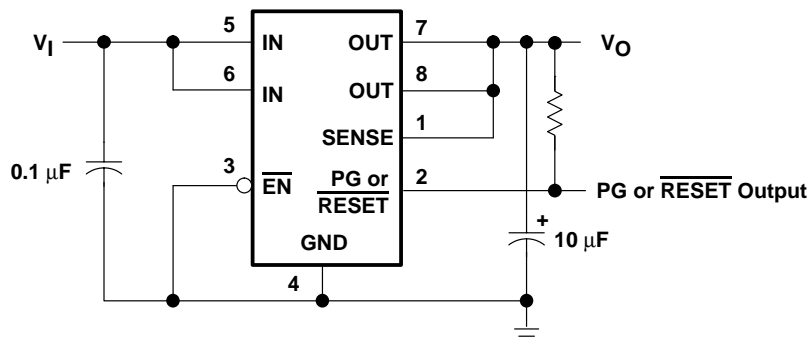 V_I
5
IN
OUT
7
V_O
6
IN
OUT
8
SENSE
1
0.1 µF
3
EN
PG or
RESET
2
PG or RESET Output
GND
+
10 µF
4